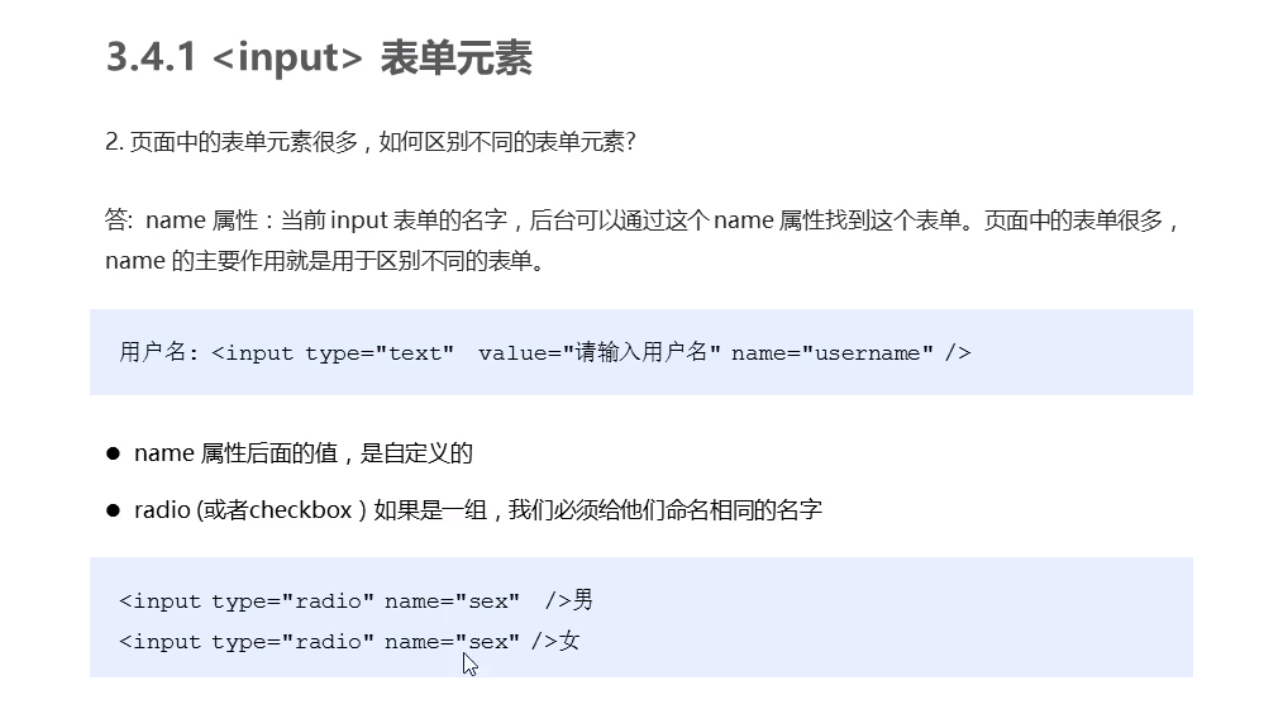 3.4.1 <input> 表单元素
2. 页面中的表单元素很多，如何区别不同的表单元素?
答: name 属性：当前 input 表单的名字，后台可以通过这个 name 属性找到这个表单。页面中的表单很多，
name 的主要作用就是用于区别不同的表单。
用户名: <input type="text" value="请输入用户名" name="username" />
● name 属性后面的值，是自定义的
● radio (或者checkbox）如果是一组，我们必须给他们命名相同的名字
<input type="radio" name="sex" />男
<input type="radio" name="sex" />女